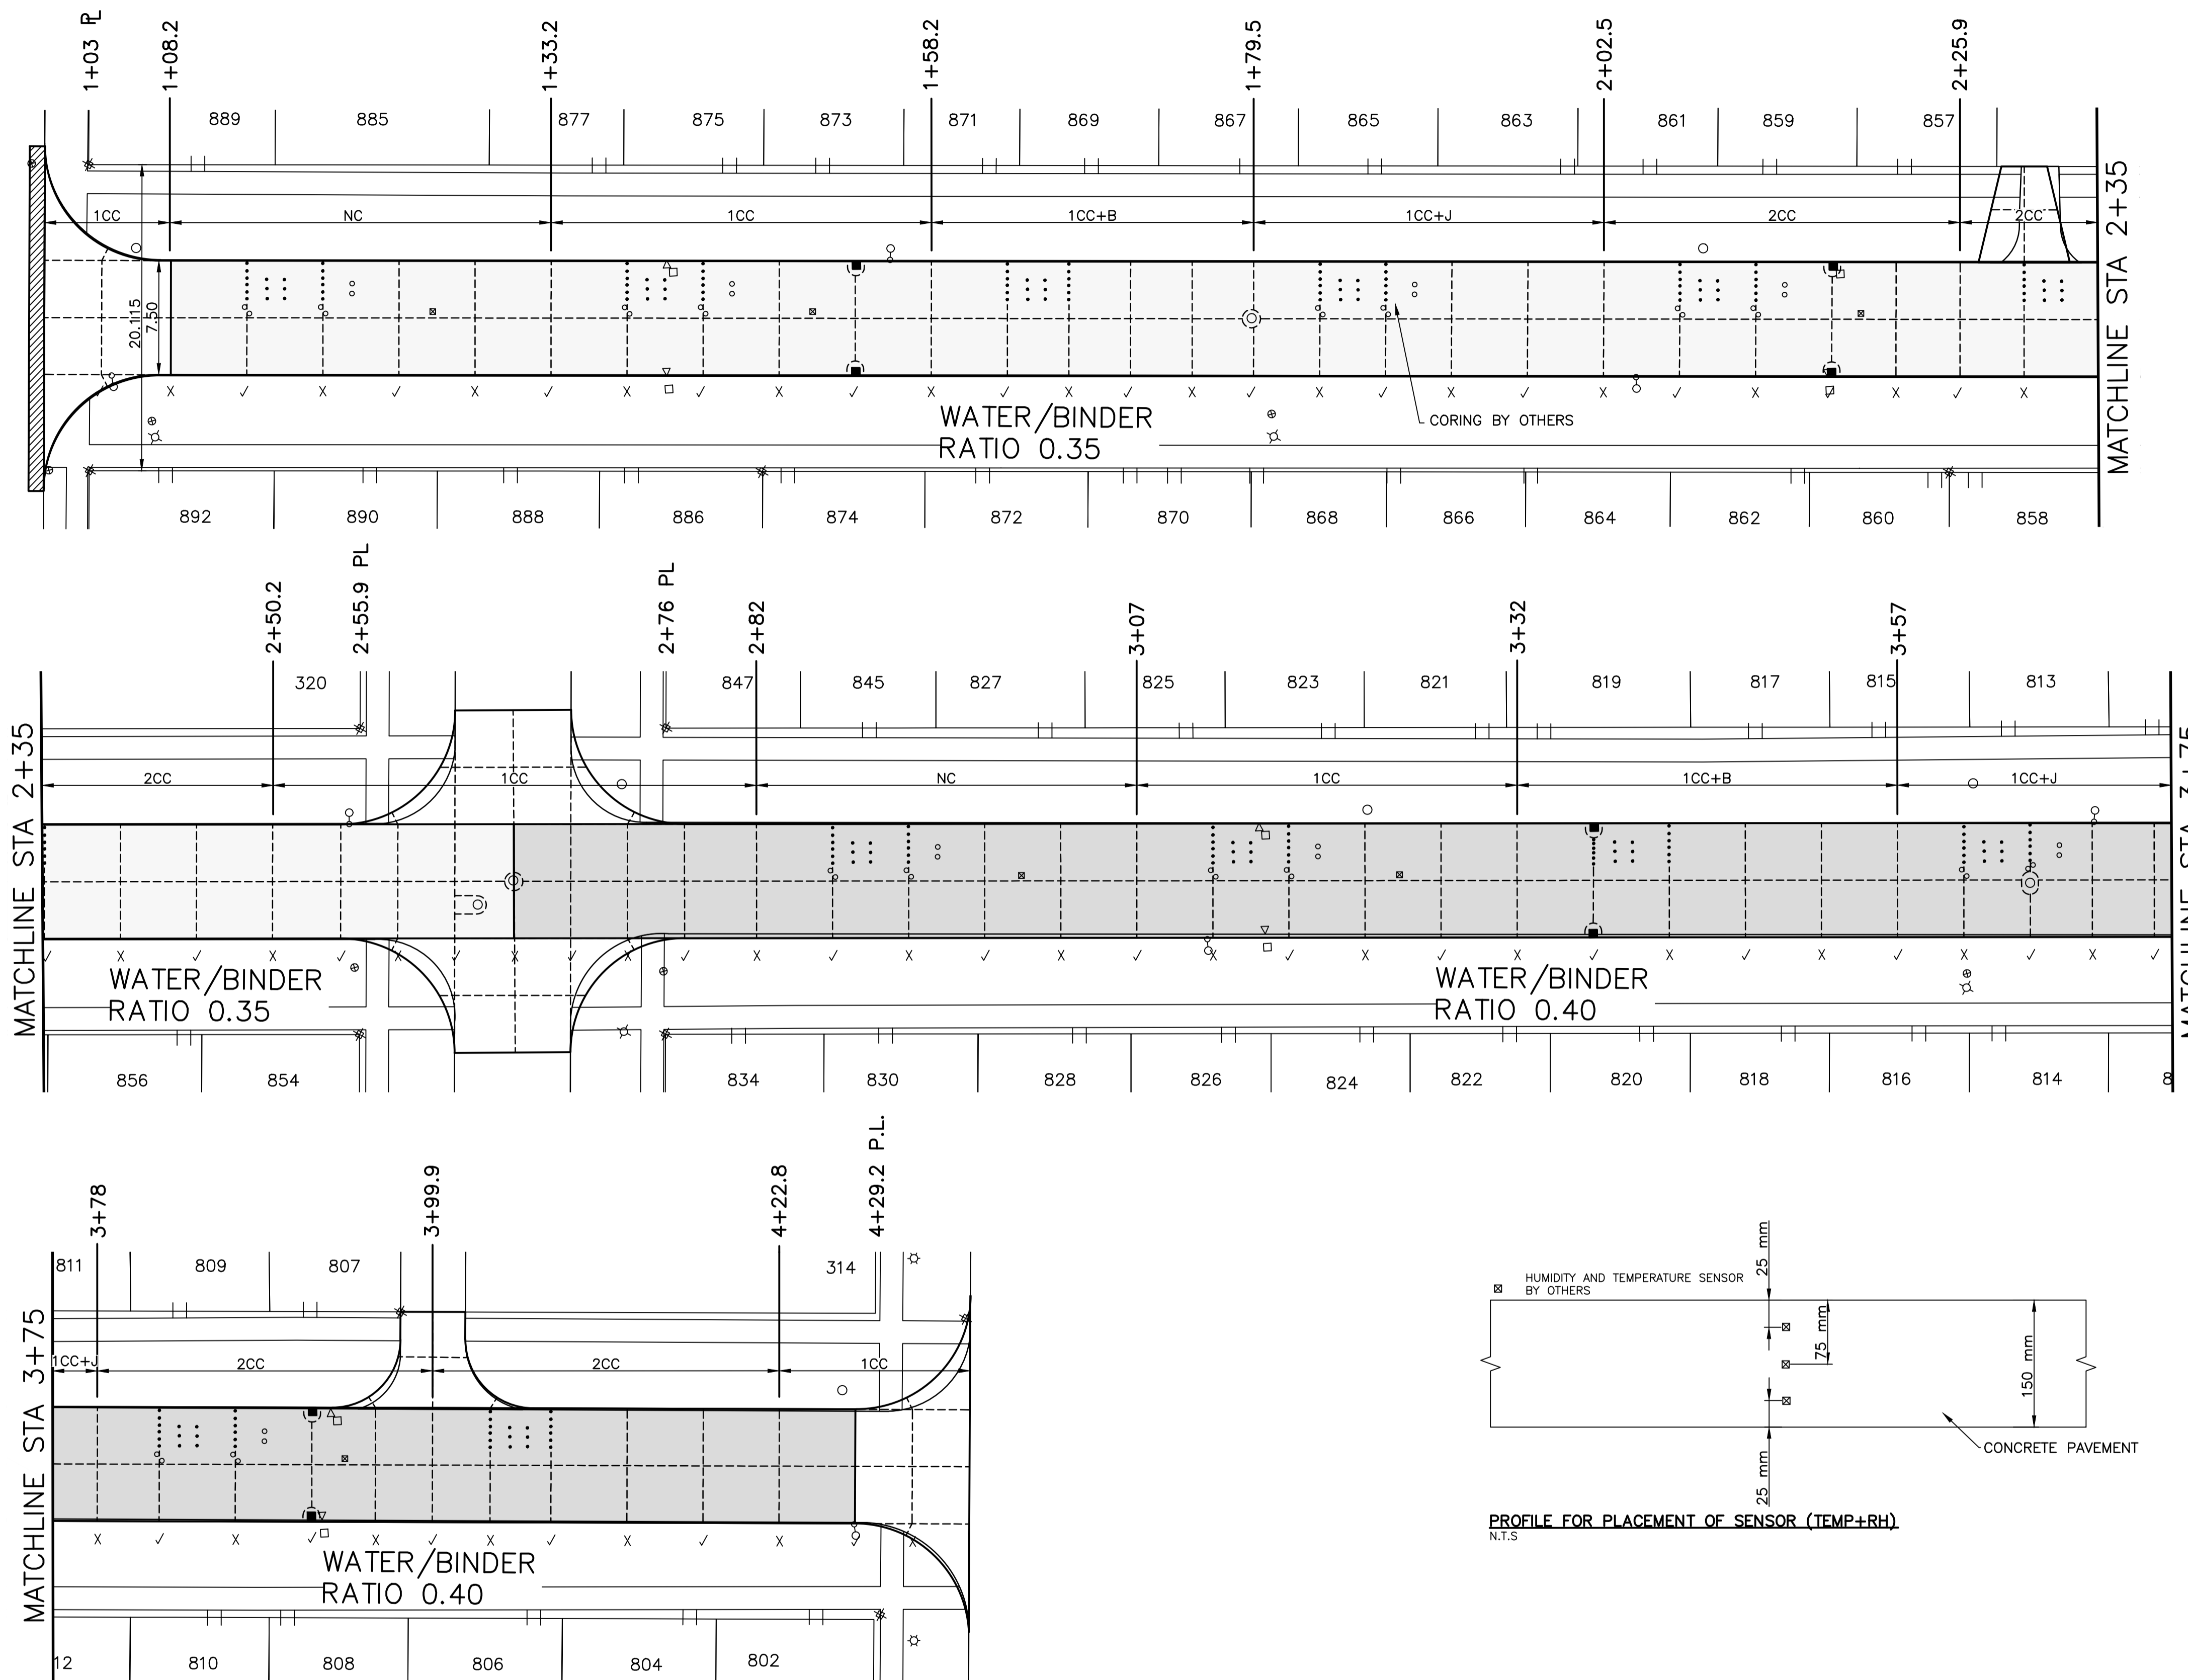 1+03 PL
1+08.2
1+33.2
1+58.2
1+79.5
2+02.5
2+25.9
889 885 877 875 873 871 869 867 865 863 861 859 857
1CC NC 1CC 1CC+B 1CC+J 2CC 2CC
20.115
7.50
MATCHLINE STA 2+35
X ✓ X ✓ X ✓ X ✓ X ✓ X ✓ X ✓ X ✓ X ✓ X ✓ X ✓ X ✓ X
WATER/BINDER
RATIO 0.35
CORING BY OTHERS
892 890 888 886 874 872 870 868 866 864 862 860 858
2+50.2
2+55.9 PL
2+76 PL
2+82
3+07
3+32
3+57
320 847 845 827 825 823 821 819 817 815 813
MATCHLINE STA 2+35
2CC 1CC NC 1CC 1CC+B 1CC+J
MATCHLINE STA 3+75
✓ X ✓ X ✓ X ✓ X ✓ X ✓ X ✓ X ✓ X ✓ X ✓ X ✓ X ✓ X ✓ X ✓ X ✓
WATER/BINDER
RATIO 0.35
WATER/BINDER
RATIO 0.40
856 854 834 830 828 826 824 822 820 818 816 814 8
3+78
3+99.9
4+22.8
4+29.2 P.L.
811 809 807 314
MATCHLINE STA 3+75
1CC+J 2CC 2CC 1CC
X ✓ X ✓ X ✓ X ✓ X ✓ X ✓ X
WATER/BINDER
RATIO 0.40
12 810 808 806 804 802
HUMIDITY AND TEMPERATURE SENSOR
BY OTHERS
25 mm
75 mm
150 mm
25 mm
CONCRETE PAVEMENT
PROFILE FOR PLACEMENT OF SENSOR (TEMP+RH)
N.T.S